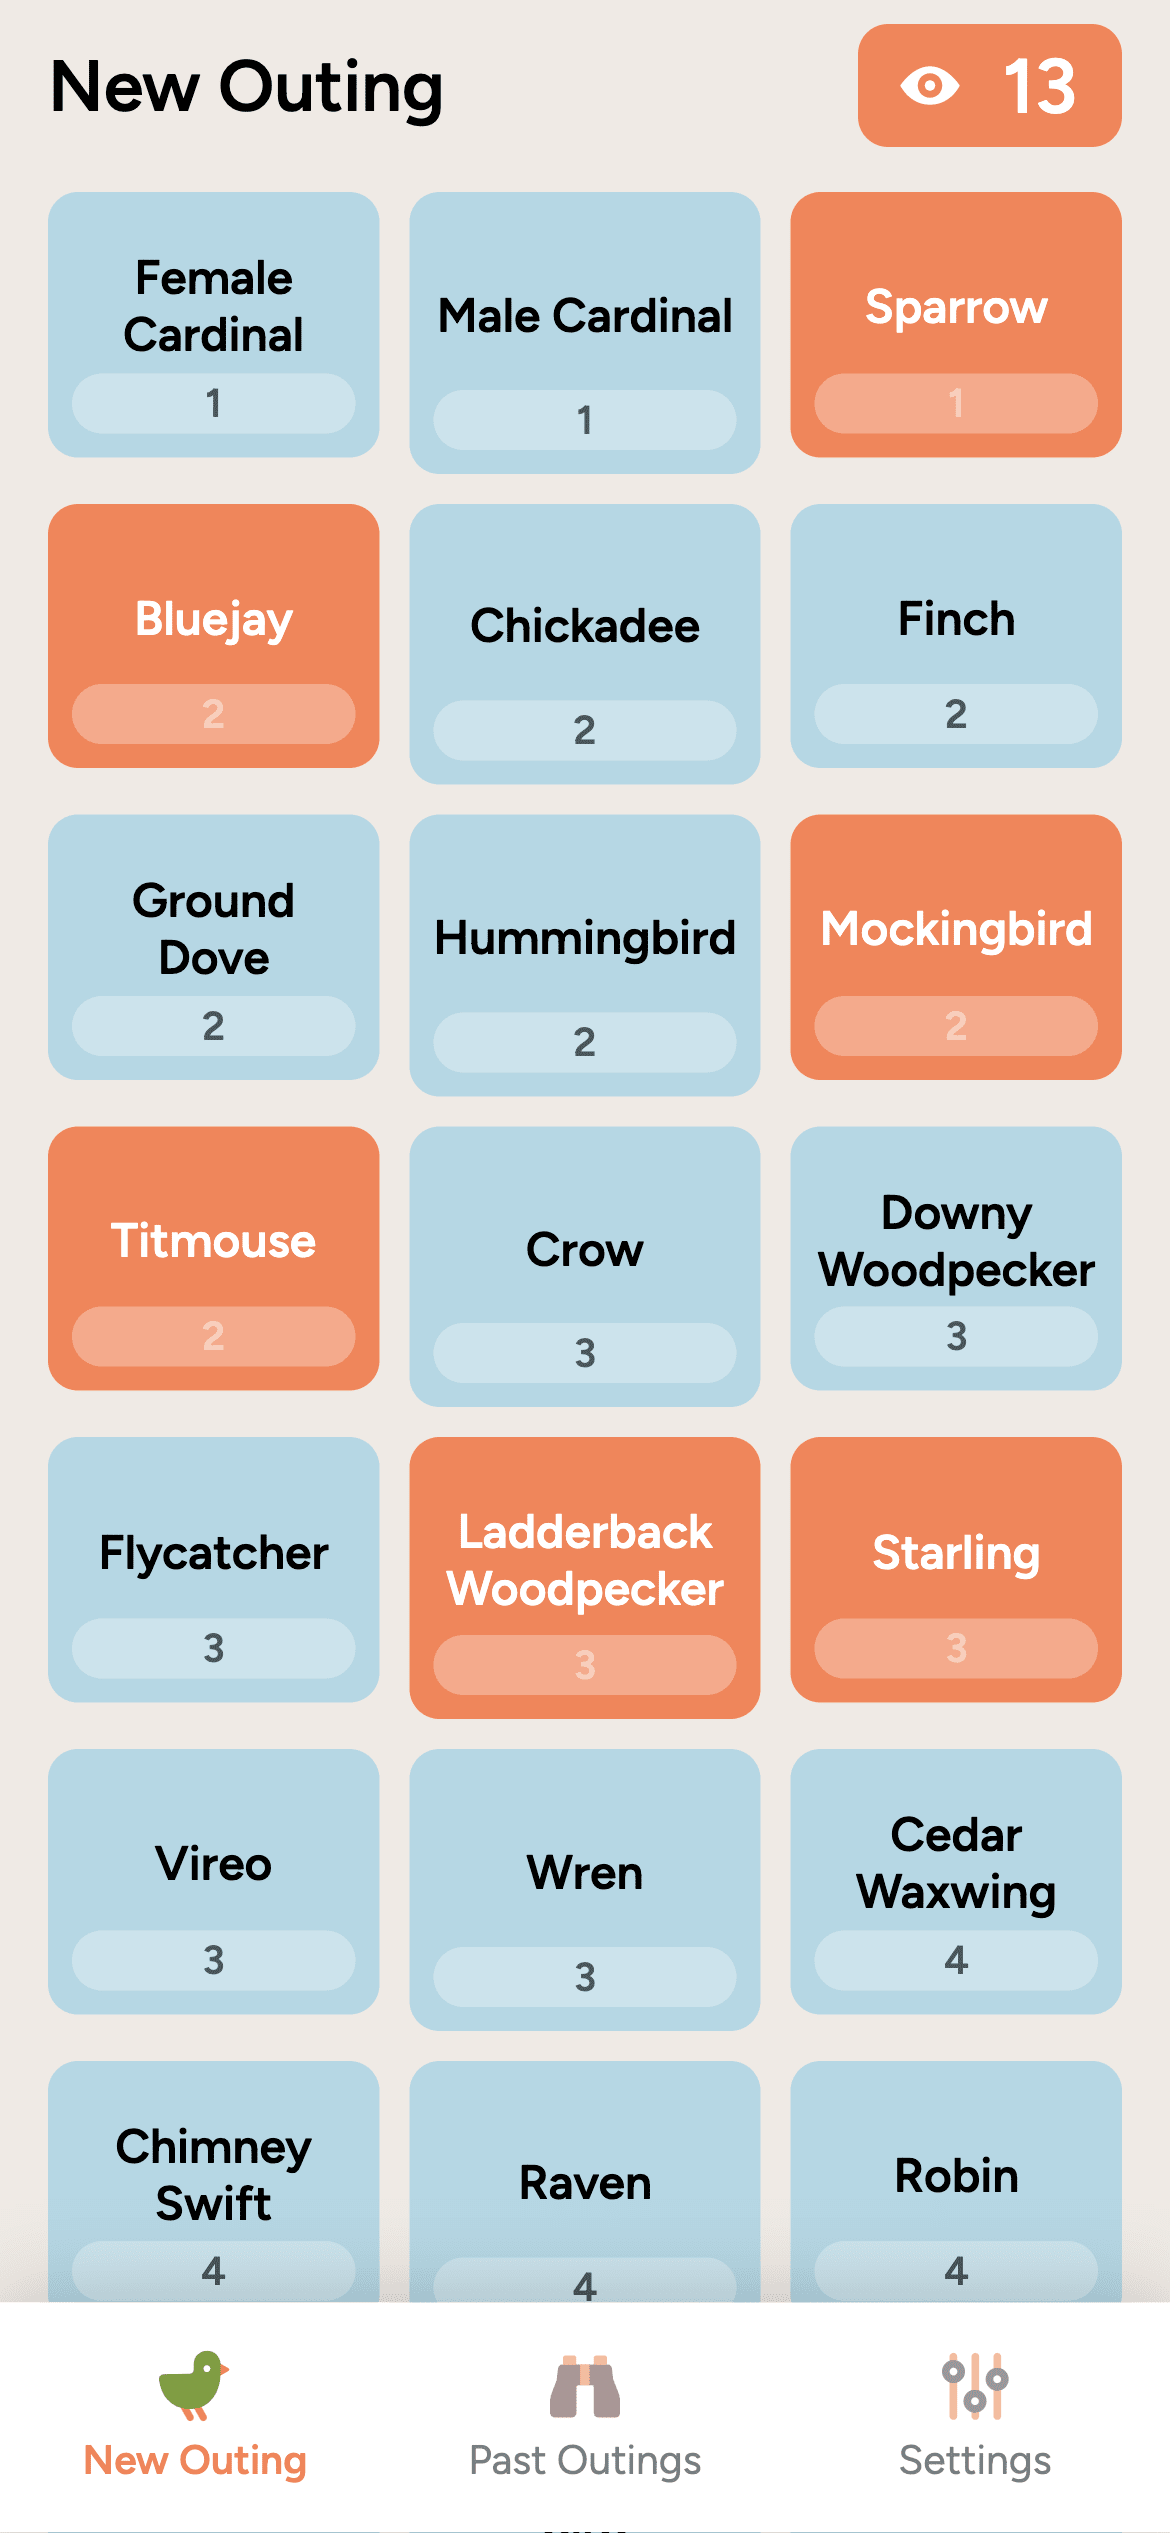 New Outing
13
Female
Cardinal
1
Male Cardinal
1
Sparrow
1
Bluejay
2
Chickadee
2
Finch
2
Ground
Dove
2
Hummingbird
2
Mockingbird
2
Titmouse
2
Crow
3
Downy
Woodpecker
3
Flycatcher
3
Ladderback
Woodpecker
3
Starling
3
Vireo
3
Wren
3
Cedar
Waxwing
4
Chimney
Swift
4
Raven
4
Robin
4
New Outing
Past Outings
Settings